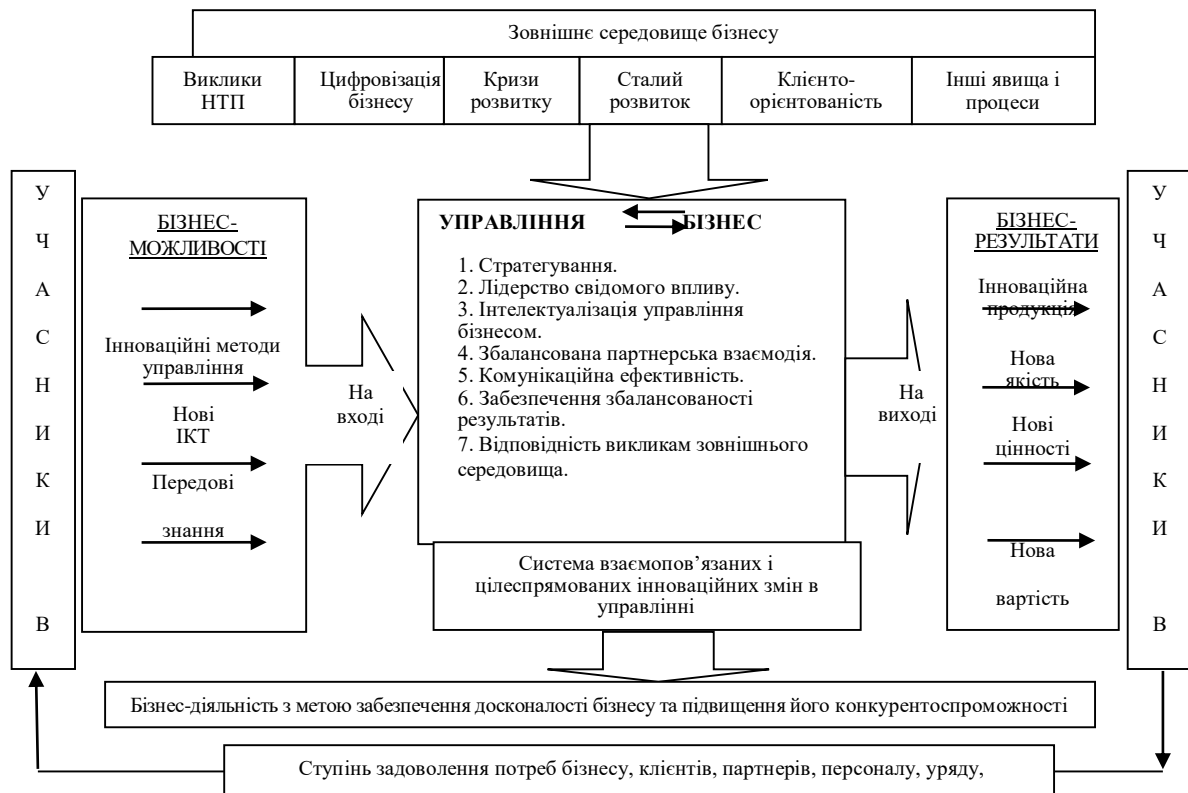 Зовнішнє середовище бізнесу
Виклики
НТП
Цифровізація
бізнесу
Кризи
розвитку
Сталий
розвиток
Клієнто-
орієнтованість
Інші явища і
процеси
У
Ч
А
С
Н
И
К
И
В
БІЗНЕС-
МОЖЛИВОСТІ
Інноваційні методи
управління
Нові
ІКТ
Передові
знання
На
вході
УПРАВЛІННЯ БІЗНЕС
1. Стратегування.
2. Лідерство свідомого впливу.
3. Інтелектуалізація управління
бізнесом.
4. Збалансована партнерська взаємодія.
5. Комунікаційна ефективність.
6. Забезпечення збалансованості
результатів.
7. Відповідність викликам зовнішнього
середовища.
Система взаємопов’язаних і
цілеспрямованих інноваційних змін в
управлінні
На
виході
БІЗНЕС-
РЕЗУЛЬТАТИ
Інноваційна
продукція
Нова
якість
Нові
цінності
Нова
вартість
У
Ч
А
С
Н
И
К
И
В
Бізнес-діяльність з метою забезпечення досконалості бізнесу та підвищення його конкурентоспроможності
Ступінь задоволення потреб бізнесу, клієнтів, партнерів, персоналу, уряду,